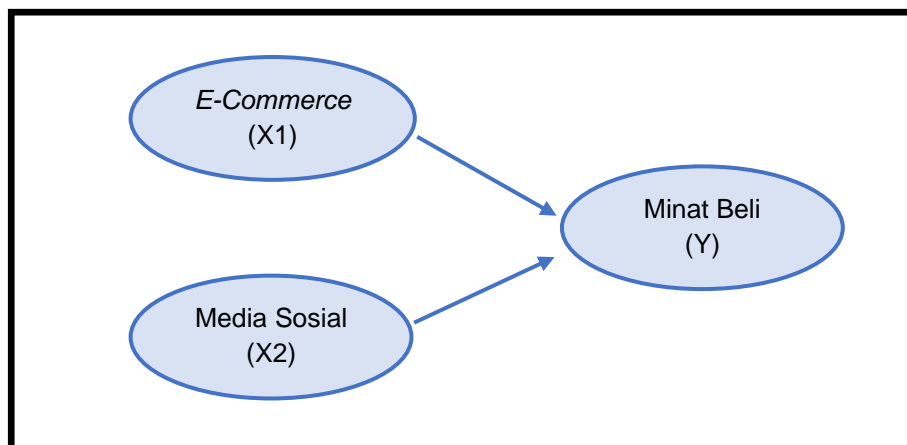 E-Commerce
(X1)
Minat Beli
(Y)
Media Sosial
(X2)